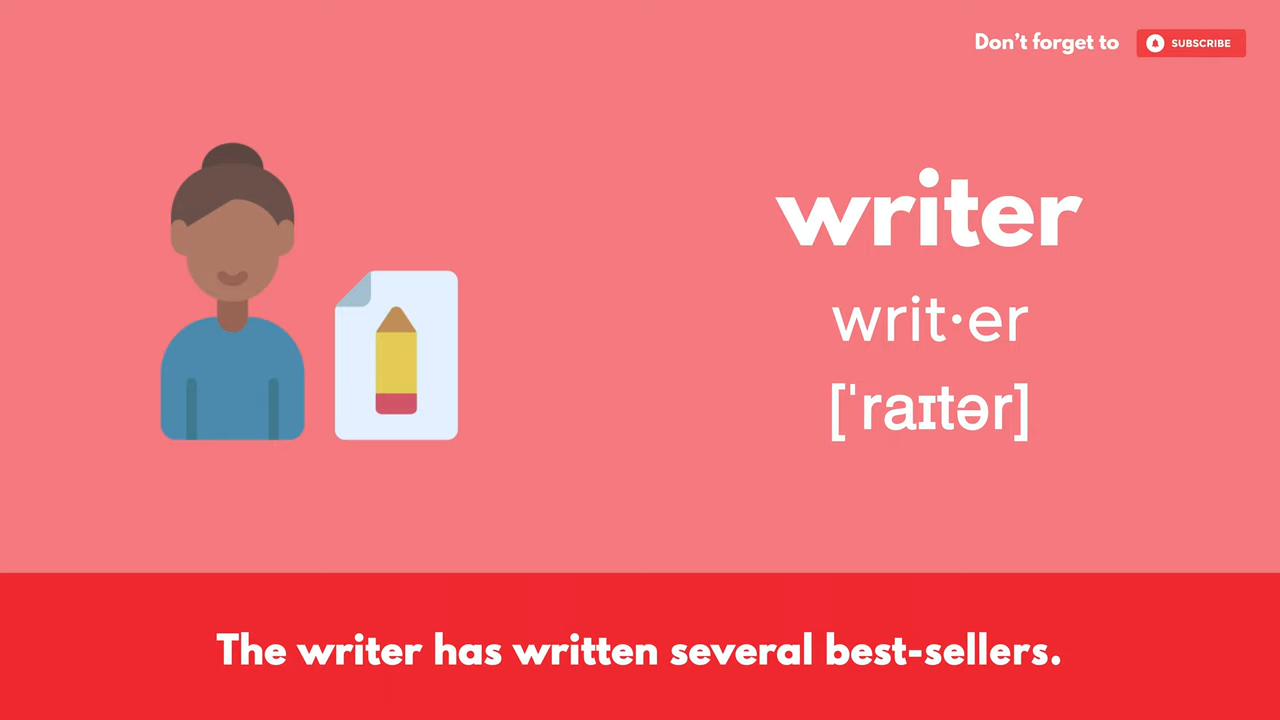 Don't forget to SUBSCRIBE
writer
writ·er
[ˈraɪtər]
The writer has written several best-sellers.